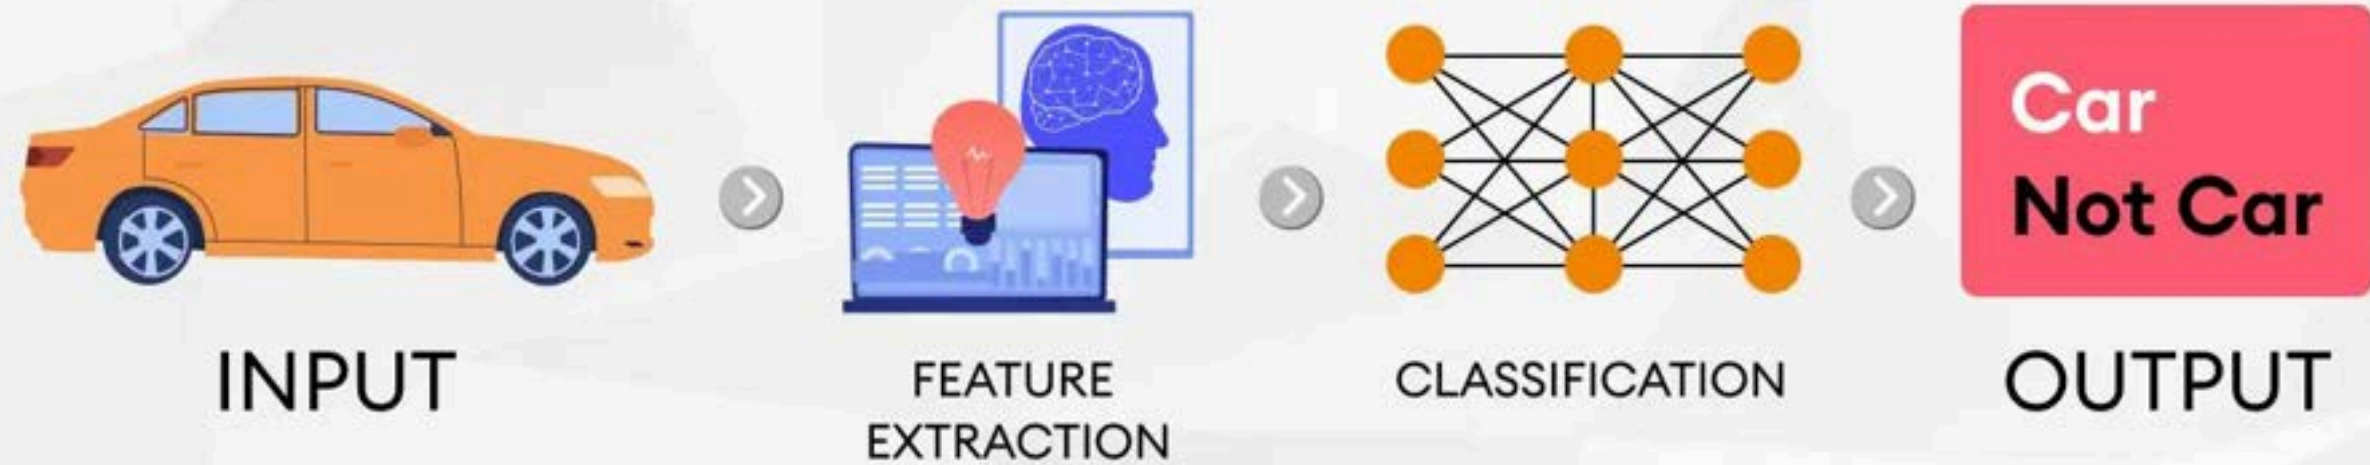 Car
Not Car
INPUT
FEATURE
EXTRACTION
CLASSIFICATION
OUTPUT